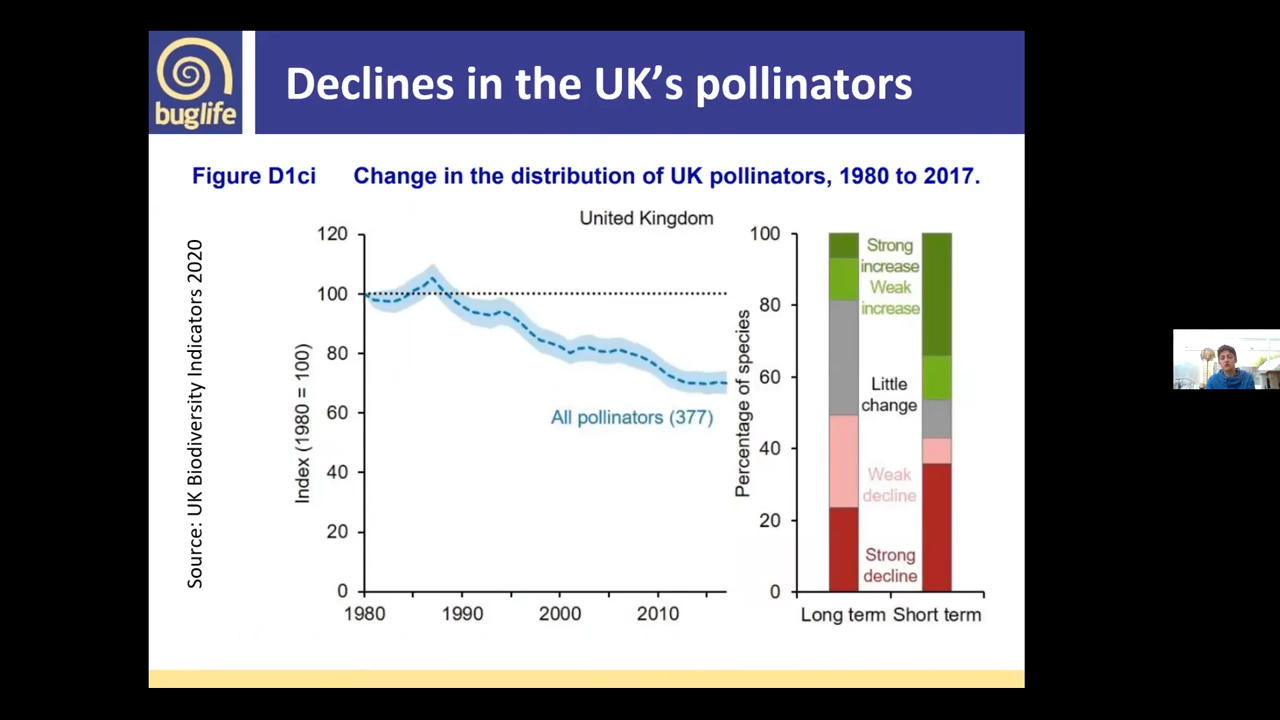 buglife
Declines in the UK's pollinators
Figure D1ci Change in the distribution of UK pollinators, 1980 to 2017.
Source: UK Biodiversity Indicators 2020
United Kingdom
Index (1980 = 100)
120
100
80
60
40
20
0
1980 1990 2000 2010
All pollinators (377)
Percentage of species
100
80
60
40
20
0
Strong
increase
Weak
increase
Little
change
Weak
decline
Strong
decline
Long term Short term